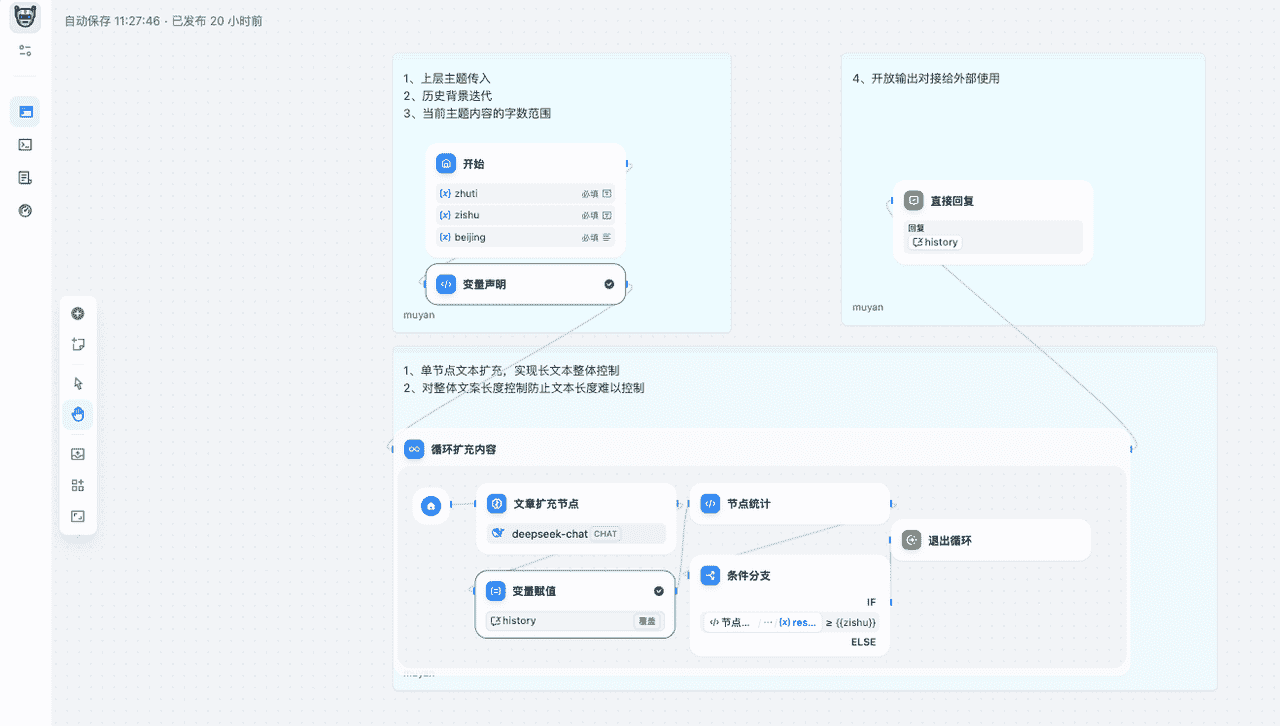 自动保存 11:27:46 · 已发布 20 小时前
1、上层主题传入
2、历史背景迭代
3、当前主题内容的字数范围
开始
{x} zhuti 必填
{x} zishu 必填
{x} beijing 必填
变量声明
muyan
4、开放输出对接给外部使用
直接回复
回复
history
muyan
1、单节点文本扩充，实现长文本整体控制
2、对整体文案长度控制防止文本长度难以控制
循环扩充内容
文章扩充节点
deepseek-chat CHAT
变量赋值
history 覆盖
节点统计
条件分支
IF
节点... / ··· {x} res... ≥ {{zishu}}
ELSE
退出循环
muyan